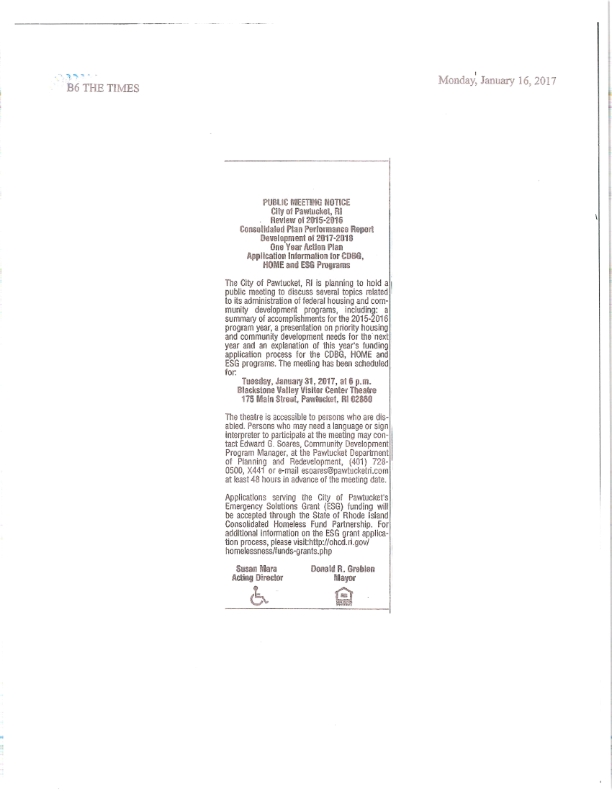 B6 THE TIMES
Monday, January 16, 2017
PUBLIC MEETING NOTICE
City of Pawtucket, RI
Review of 2015-2016
Consolidated Plan Performance Report
Development of 2017-2018
One Year Action Plan
Application Information for CDBG,
HOME and ESG Programs
The City of Pawtucket, RI is planning to hold a
public meeting to discuss several topics related
to its administration of federal housing and com-
munity development programs, including: a
summary of accomplishments for the 2015-2016
program year, a presentation on priority housing
and community development needs for the next
year and an explanation of this year's funding
application process for the CDBG, HOME and
ESG programs. The meeting has been scheduled
for:
Tuesday, January 31, 2017, at 6 p.m.
Blackstone Valley Visitor Center Theatre
175 Main Street, Pawtucket, RI 02860
The theatre is accessible to persons who are dis-
abled. Persons who may need a language or sign
interpreter to participate at the meeting may con-
tact Edward G. Soares, Community Development
Program Manager, at the Pawtucket Department
of Planning and Redevelopment, (401) 728-
0500, X441 or e-mail esoares@pawtucketri.com
at least 48 hours in advance of the meeting date.
Applications serving the City of Pawtucket's
Emergency Solutions Grant (ESG) funding will
be accepted through the State of Rhode Island
Consolidated Homeless Fund Partnership. For
additional information on the ESG grant applica-
tion process, please visit:http://ohcd.ri.gov/
homelessness/funds-grants.php
Susan Mara Donald R. Grebien
Acting Director Mayor